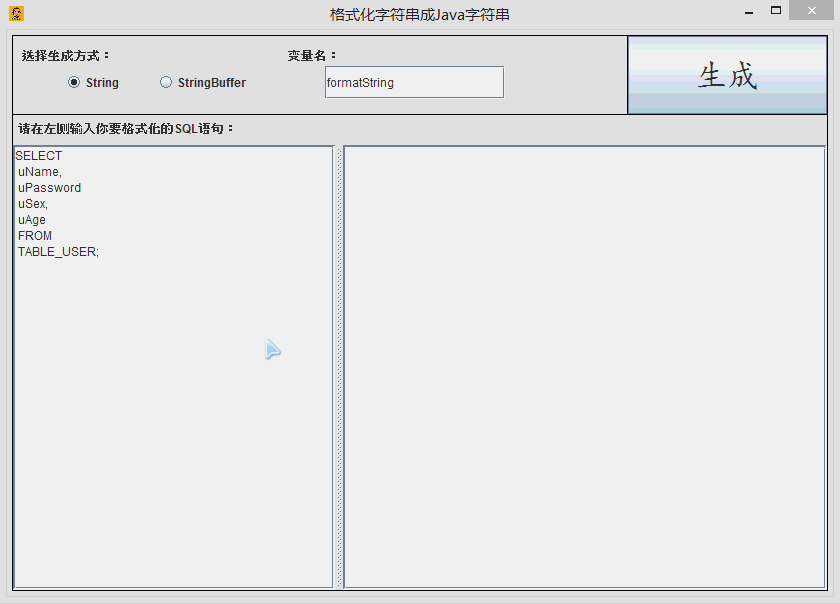 格式化字符串成Java字符串
选择生成方式：
变量名：
String
StringBuffer
formatString
生成
请在左侧输入你要格式化的SQL语句：
SELECT
uName,
uPassword
uSex,
uAge
FROM
TABLE_USER;